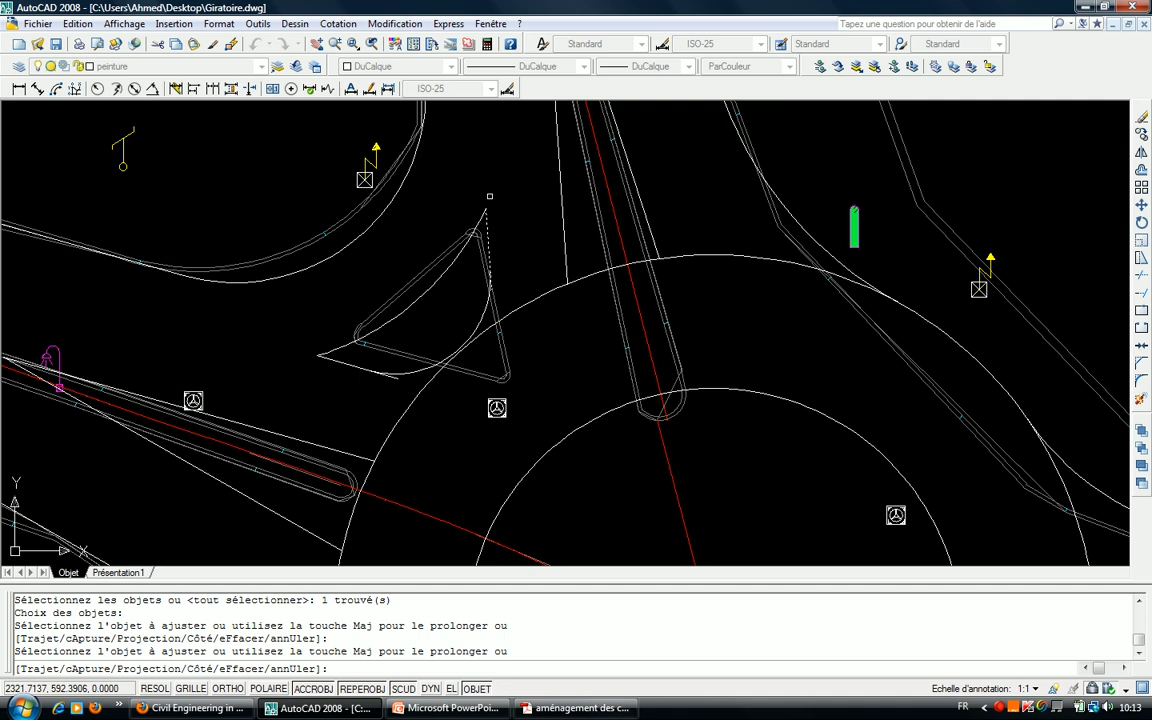 AutoCAD 2008 - [C:\Users\Ahmed\Desktop\Giratoire.dwg]
Fichier Edition Affichage Insertion Format Outils Dessin Cotation Modification Express Fenêtre ? Tapez une question pour obtenir de l'aide
Standard ISO-25 Standard Standard
peinture DuCalque DuCalque DuCalque ParCouleur
ISO-25
Y
X
Objet Présentation1
Sélectionnez les objets ou <tout sélectionner>: 1 trouvé(s)
Choix des objets:
Sélectionnez l'objet à ajuster ou utilisez la touche Maj pour le prolonger ou
[Trajet/cApture/Projection/Côté/eFfacer/annUler]:
Sélectionnez l'objet à ajuster ou utilisez la touche Maj pour le prolonger ou
[Trajet/cApture/Projection/Côté/eFfacer/annUler]:
2321.7137, 592.3906, 0.0000 RESOL GRILLE ORTHO POLAIRE ACCROBJ REPEROBJ SCUD DYN EL OBJET Echelle d'annotation: 1:1
Civil Engineering in ... AutoCAD 2008 - [C:... Microsoft PowerPoi... aménagement des c... FR 10:13